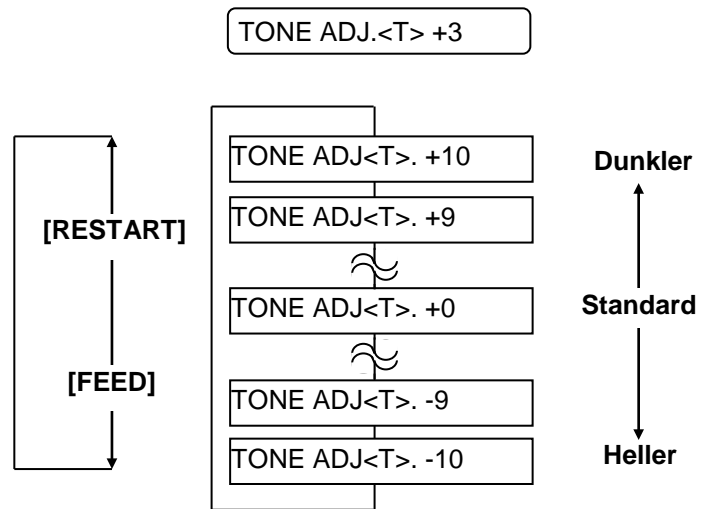 TONE ADJ.<T> +3
TONE ADJ<T>. +10
Dunkler
TONE ADJ<T>. +9
[RESTART]
TONE ADJ<T>. +0
Standard
[FEED]
TONE ADJ<T>. -9
TONE ADJ<T>. -10
Heller